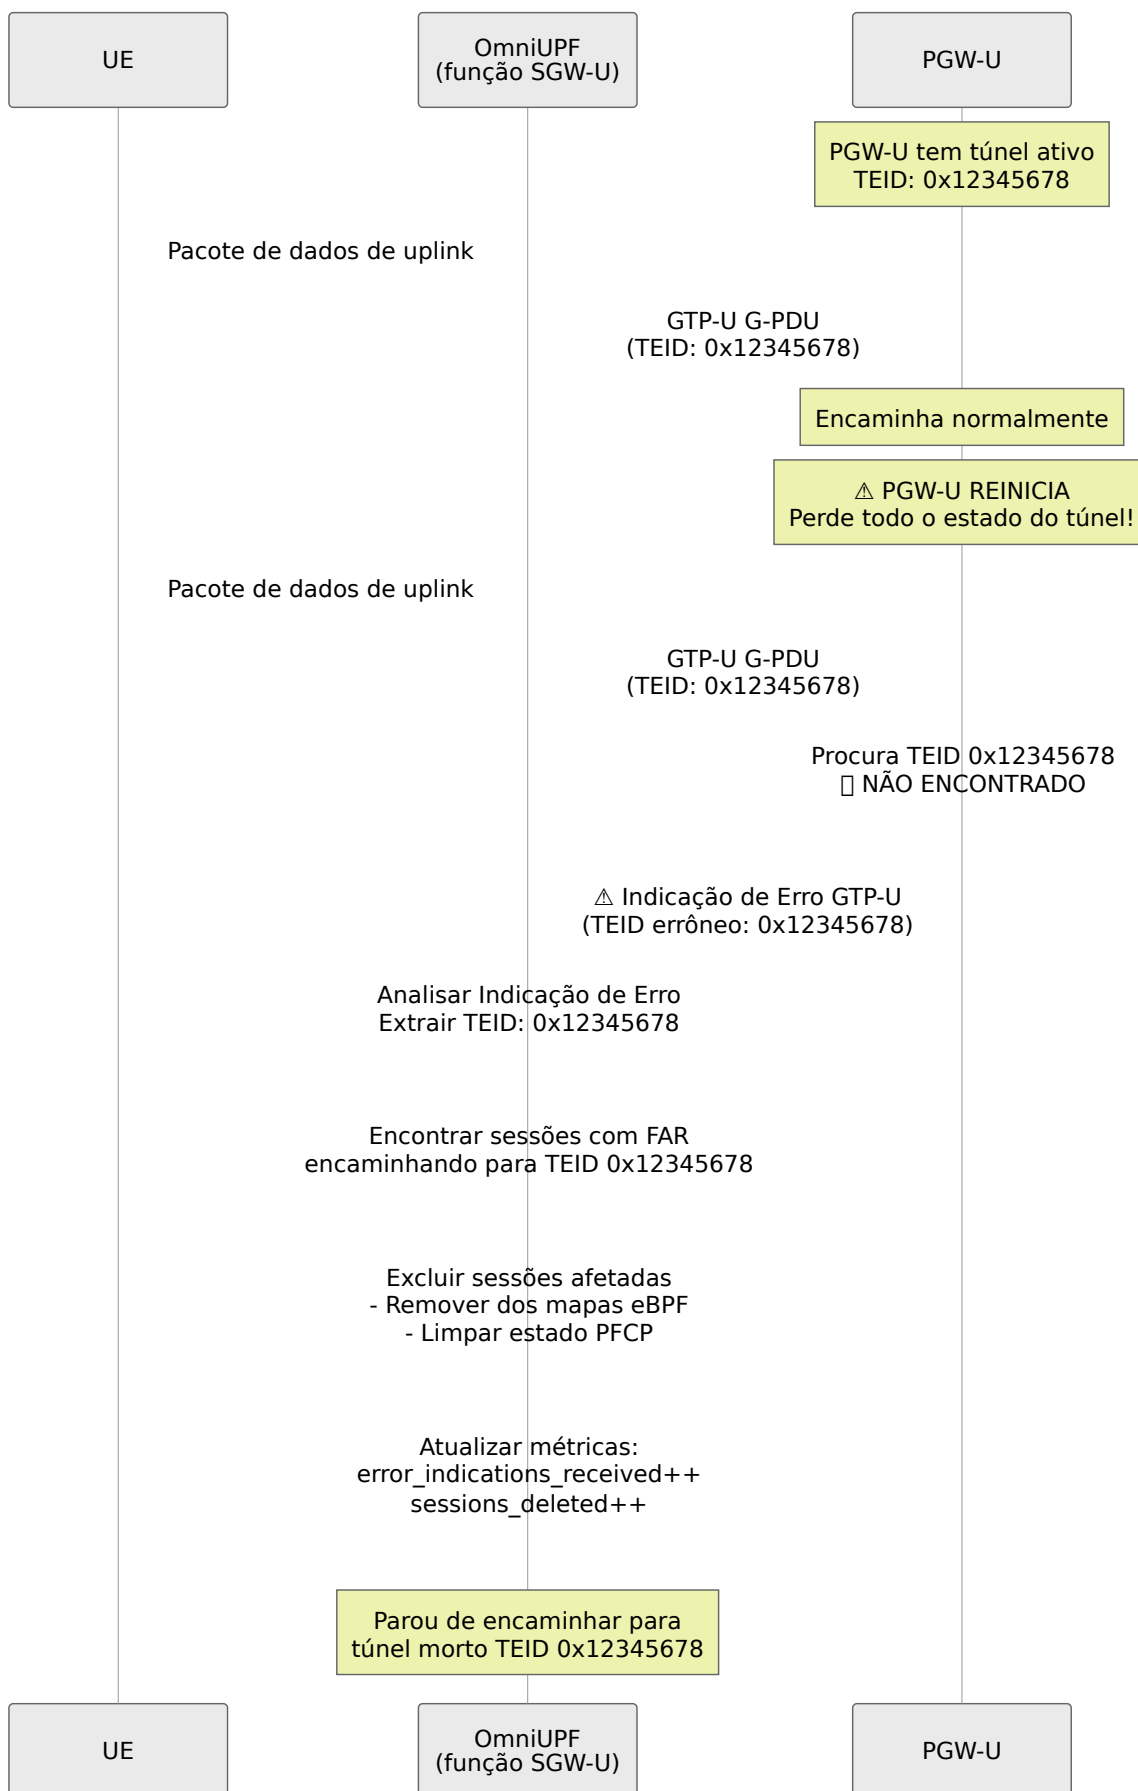 UE
OmniUPF
(função SGW-U)
PGW-U
PGW-U tem túnel ativo
TEID: 0x12345678
Pacote de dados de uplink
GTP-U G-PDU
(TEID: 0x12345678)
Encaminha normalmente
⚠ PGW-U REINICIA
Perde todo o estado do túnel!
Pacote de dados de uplink
GTP-U G-PDU
(TEID: 0x12345678)
Procura TEID 0x12345678
NÃO ENCONTRADO
⚠ Indicação de Erro GTP-U
(TEID errôneo: 0x12345678)
Analisar Indicação de Erro
Extrair TEID: 0x12345678
Encontrar sessões com FAR
encaminhando para TEID 0x12345678
Excluir sessões afetadas
- Remover dos mapas eBPF
- Limpar estado PFCP
Atualizar métricas:
error_indications_received++
sessions_deleted++
Parou de encaminhar para
túnel morto TEID 0x12345678
UE
OmniUPF
(função SGW-U)
PGW-U